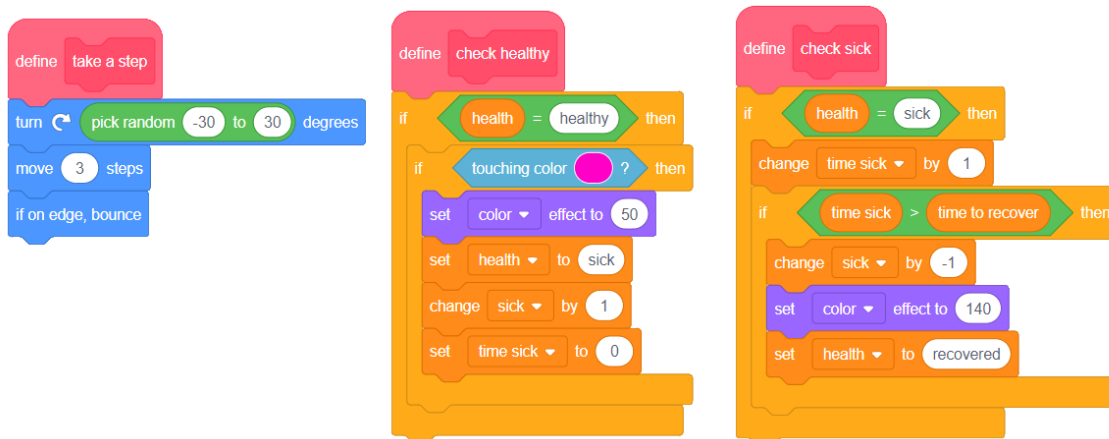 define take a step
turn pick random -30 to 30 degrees
move 3 steps
if on edge, bounce
define check healthy
if health = healthy then
if touching color ? then
set color effect to 50
set health to sick
change sick by 1
set time sick to 0
define check sick
if health = sick then
change time sick by 1
if time sick > time to recover then
change sick by -1
set color effect to 140
set health to recovered